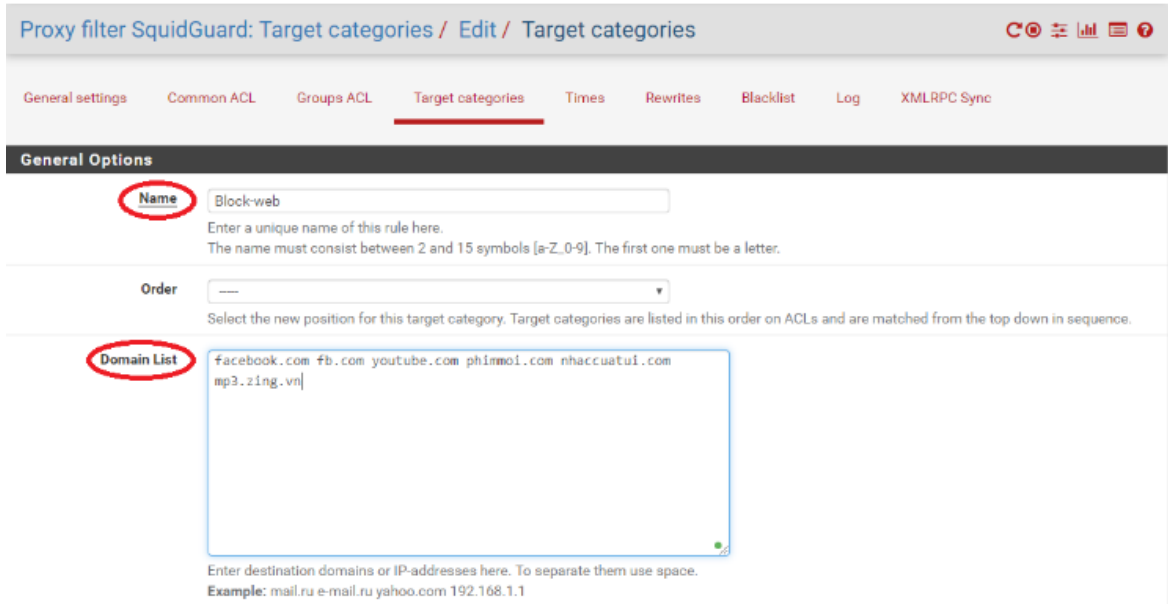 Proxy filter SquidGuard: Target categories / Edit / Target categories
General settings Common ACL Groups ACL Target categories Times Rewrites Blacklist Log XMLRPC Sync
General Options
Name Block-web
Enter a unique name of this rule here.
The name must consist between 2 and 15 symbols [a-Z_0-9]. The first one must be a letter.
Order -----
Select the new position for this target category. Target categories are listed in this order on ACLs and are matched from the top down in sequence.
Domain List facebook.com fb.com youtube.com phimmoi.com nhaccuatui.com
mp3.zing.vn
Enter destination domains or IP-addresses here. To separate them use space.
Example: mail.ru e-mail.ru yahoo.com 192.168.1.1